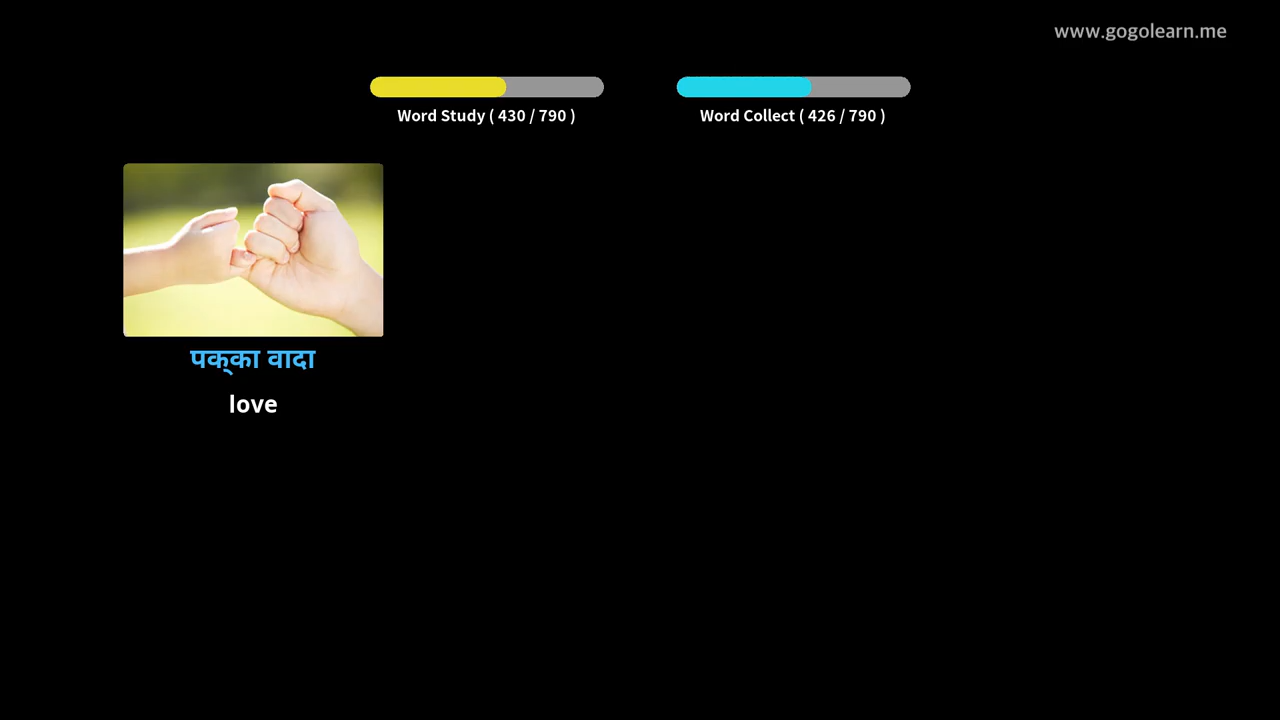 www.gogolearn.me
Word Study ( 430 / 790 )
Word Collect ( 426 / 790 )
पक्‌का वादा
love